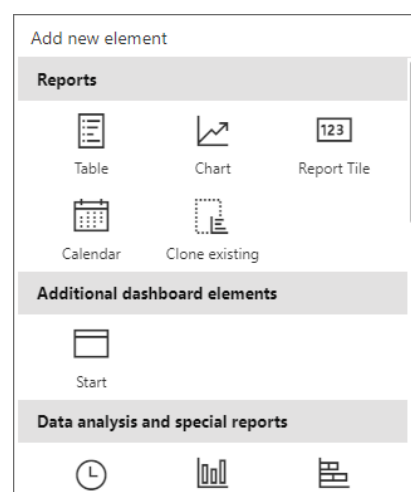 Add new element
Reports
123
Table Chart Report Tile
Calendar Clone existing
Additional dashboard elements
Start
Data analysis and special reports